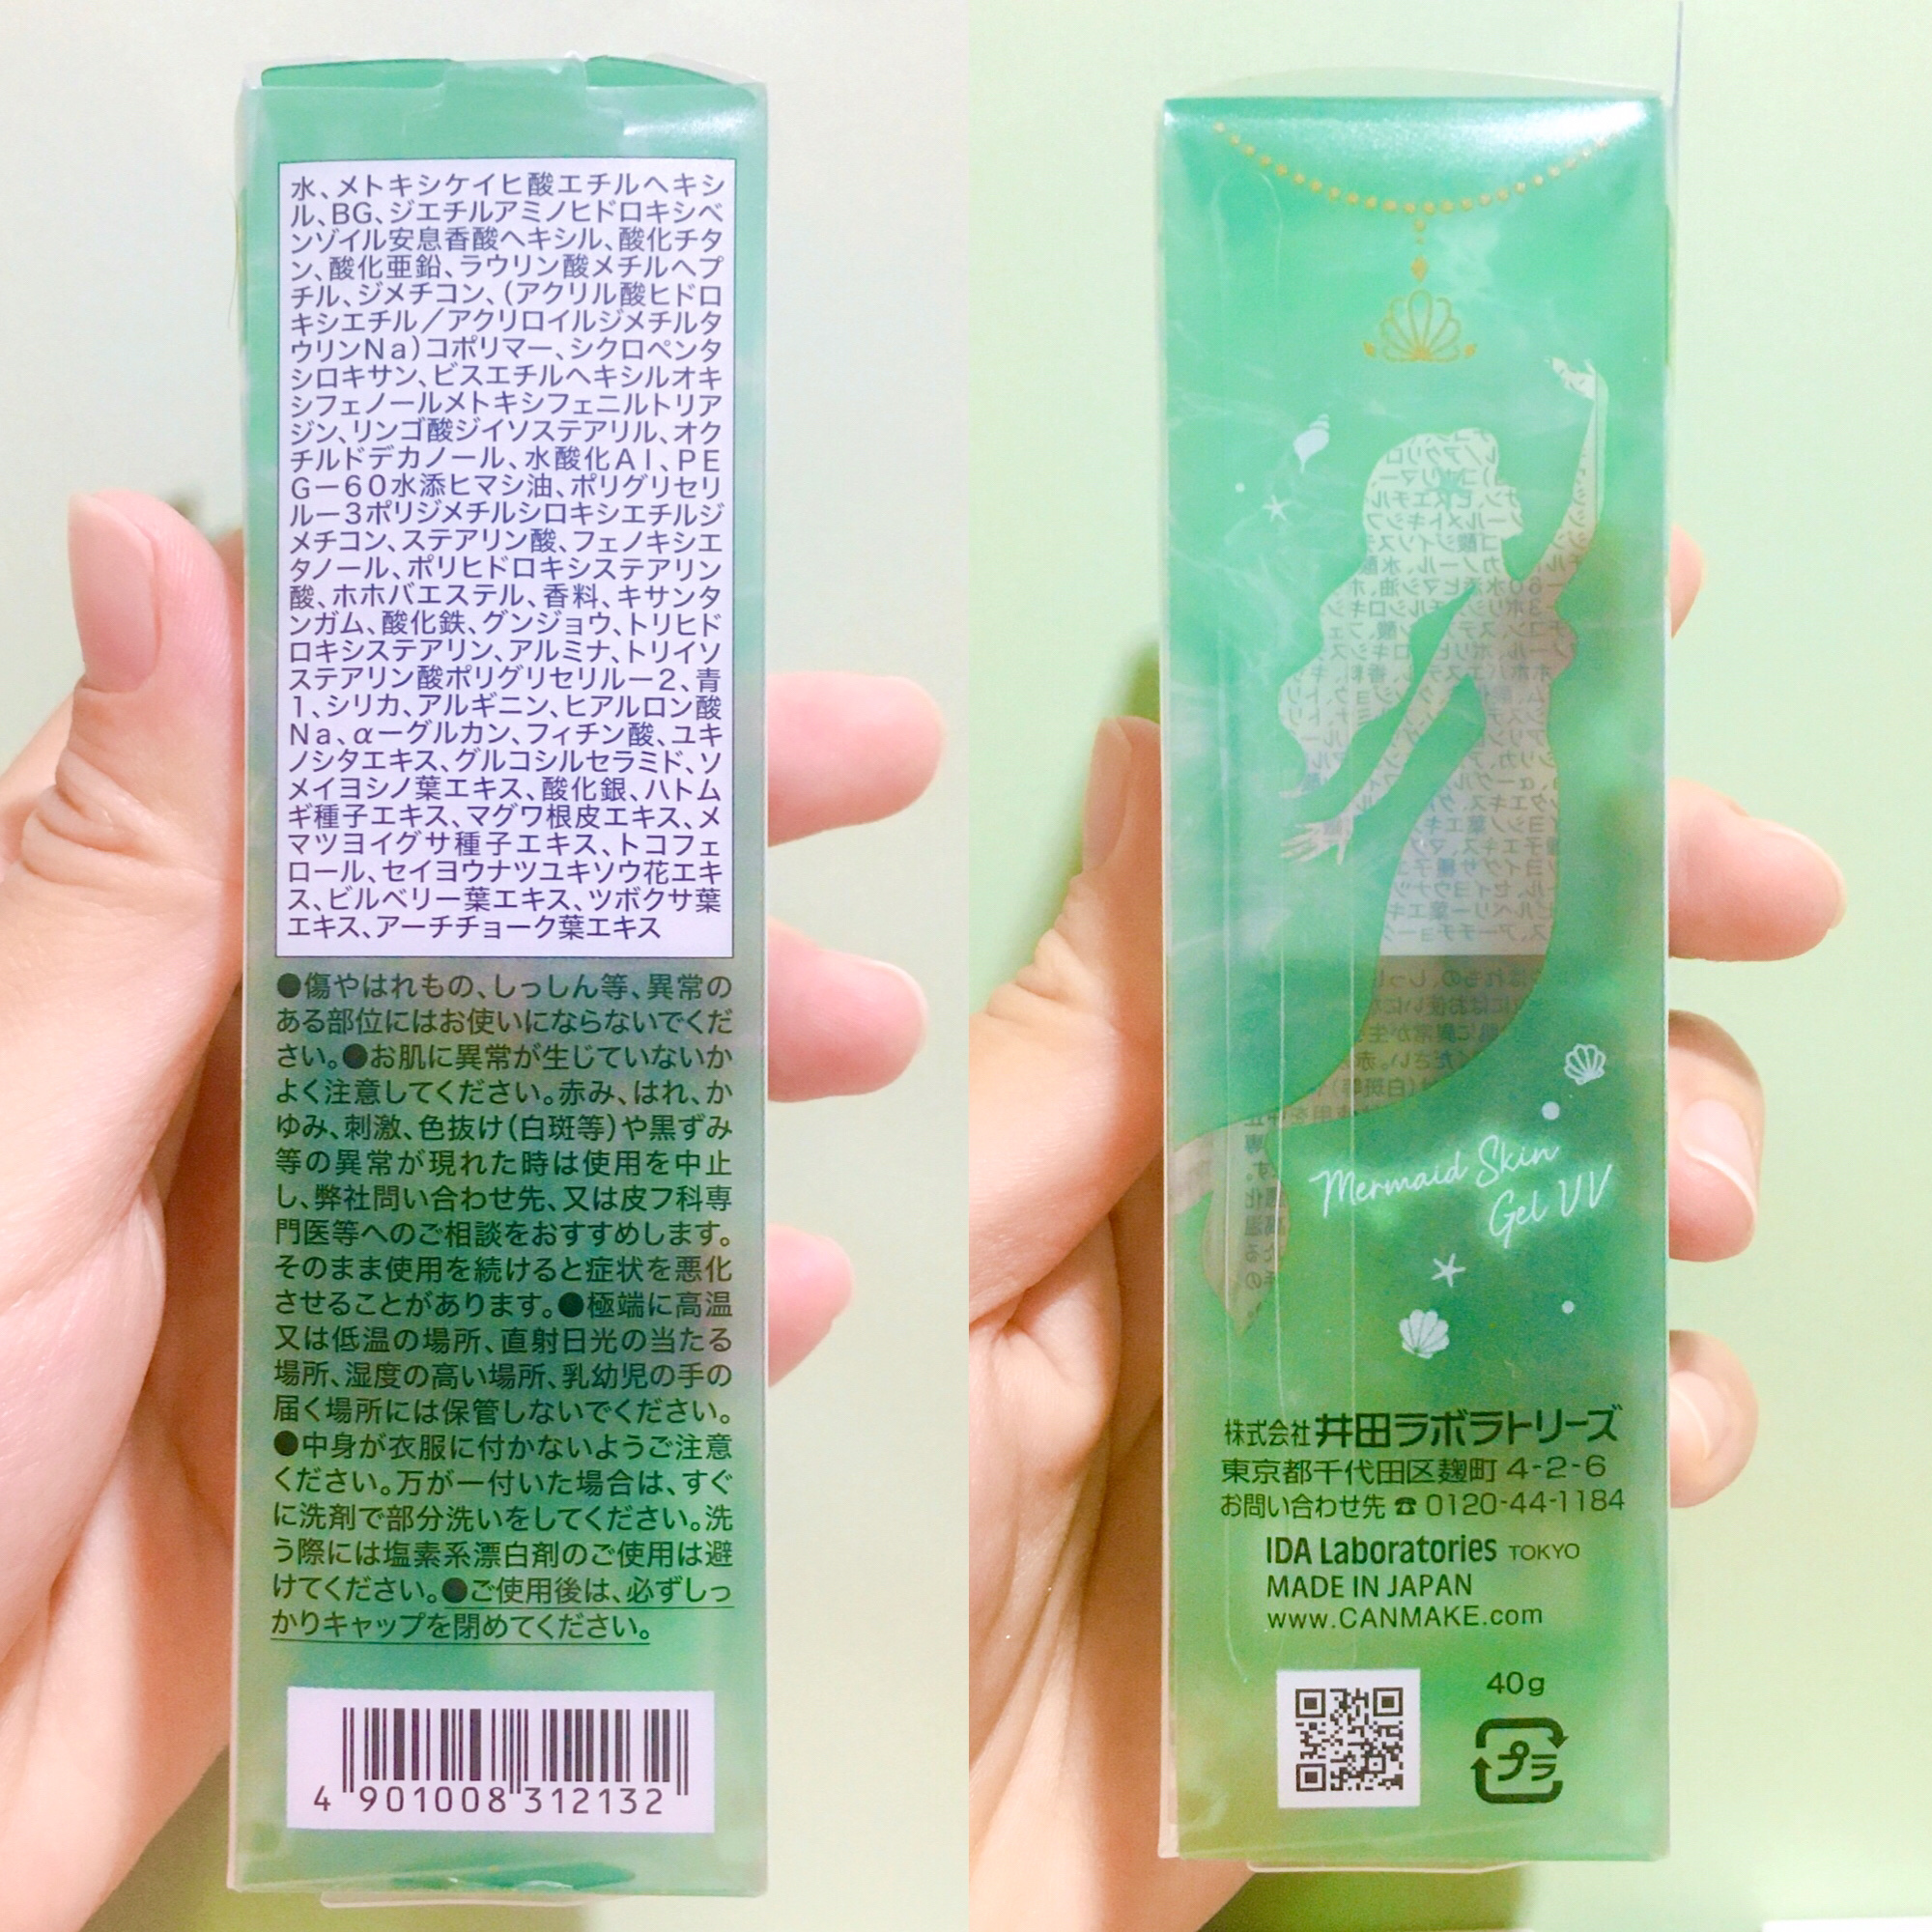 水、メトキシケイヒ酸エチルヘキシ
ル、BG、ジエチルアミノヒドロキシベ
ンゾイル安息香酸ヘキシル、酸化チタ
ン、酸化亜鉛、ラウリン酸メチルヘプ
チル、ジメチコン、(アクリル酸ヒドロ
キシエチル/アクリロイルジメチルタ
ウリンNa)コポリマー、シクロペンタ
シロキサン、ビスエチルヘキシルオキ
シフェノールメトキシフェニルトリア
ジン、リンゴ酸ジイソステアリル、オク
チルドデカノール、水酸化Al、PE
G-60水添ヒマシ油、ポリグリセリ
ル-3ポリジメチルシロキシエチルジ
メチコン、ステアリン酸、フェノキシエ
タノール、ポリヒドロキシステアリン
酸、ホホバエステル、香料、キサンタ
ンガム、酸化鉄、グンジョウ、トリヒド
ロキシステアリン、アルミナ、トリイソ
ステアリン酸ポリグリセリル-2、青
1、シリカ、アルギニン、ヒアルロン酸
Na、α-グルカン、フィチン酸、ユキ
ノシタエキス、グルコシルセラミド、ソ
メイヨシノ葉エキス、酸化銀、ハトム
ギ種子エキス、マグワ根皮エキス、メ
マツヨイグサ種子エキス、トコフェ
ロール、セイヨウナツユキソウ花エキ
ス、ビルベリー葉エキス、ツボクサ葉
エキス、アーチチョーク葉エキス
●傷やはれもの、しっしん等、異常の
ある部位にはお使いにならないでくだ
さい。●お肌に異常が生じていないか
よく注意してください。赤み、はれ、か
ゆみ、刺激、色抜け(白斑等)や黒ずみ
等の異常が現れた時は使用を中止
し、弊社問い合わせ先、又は皮フ科専
門医等へのご相談をおすすめします。
そのまま使用を続けると症状を悪化
させることがあります。●極端に高温
又は低温の場所、直射日光の当たる
場所、湿度の高い場所、乳幼児の手の
届く場所には保管しないでください。
●中身が衣服に付かないようご注意
ください。万が一付いた場合は、すぐ
に洗剤で部分洗いをしてください。洗
う際には塩素系漂白剤のご使用は避
けてください。●ご使用後は、必ずしっ
かりキャップを閉めてください。
4 901008 312132
Mermaid Skin
Gel UV
株式会社 井田ラボラトリーズ
東京都千代田区麹町 4-2-6
お問い合わせ先 ☎ 0120-44-1184
IDA Laboratories TOKYO
MADE IN JAPAN
www.CANMAKE.com
40g
プラ